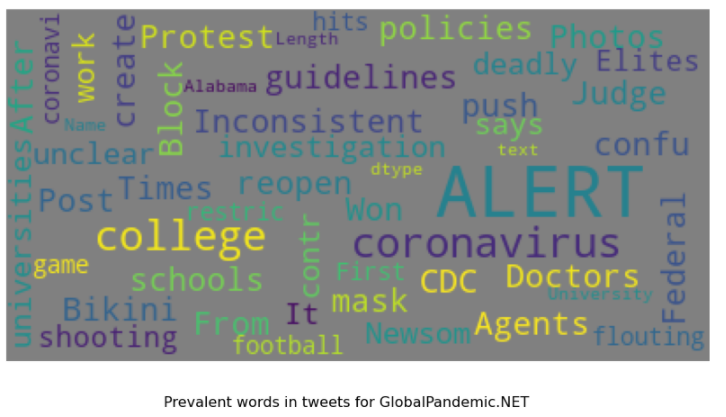 hits
policies
Protest
Length
Photos
coronavi
work
create
deadly
Elites
guidelines
Alabama
Block
Judge
After
push
Inconsistent
says
Name
investigation
confu
unclear
text
dtype
ALERT
Times
reopen
Post
restric
Won
Federal
universities
college
coronavirus
contr
game
schools
First
CDC
Doctors
University
mask
Bikini
It
From
Agents
shooting
football
Newsom
flouting
Prevalent words in tweets for GlobalPandemic.NET